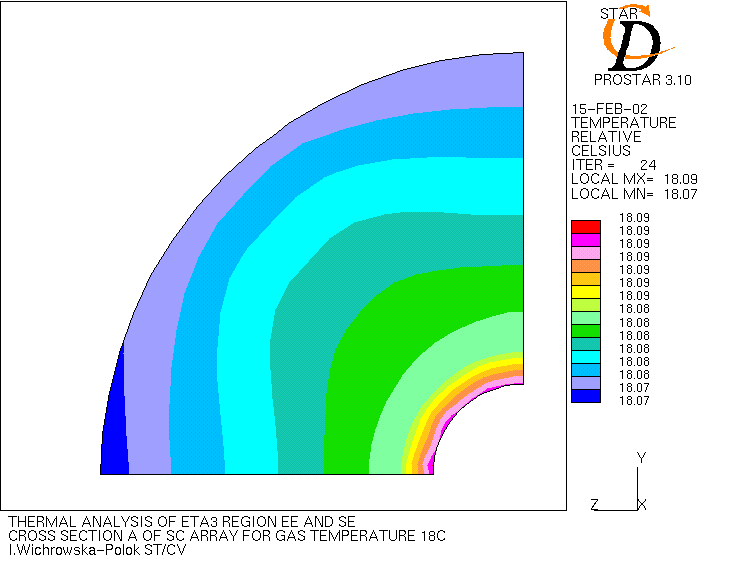 STAR
CD
PROSTAR 3.10
15-FEB-02
TEMPERATURE
RELATIVE
CELSIUS
ITER = 24
LOCAL MX= 18.09
LOCAL MN= 18.07
18.09
18.09
18.09
18.09
18.09
18.09
18.09
18.08
18.08
18.08
18.08
18.08
18.08
18.07
18.07
Y
Z
X
THERMAL ANALYSIS OF ETA3 REGION EE AND SE
CROSS SECTION A OF SC ARRAY FOR GAS TEMPERATURE 18C
I.Wichrowska-Polok ST/CV